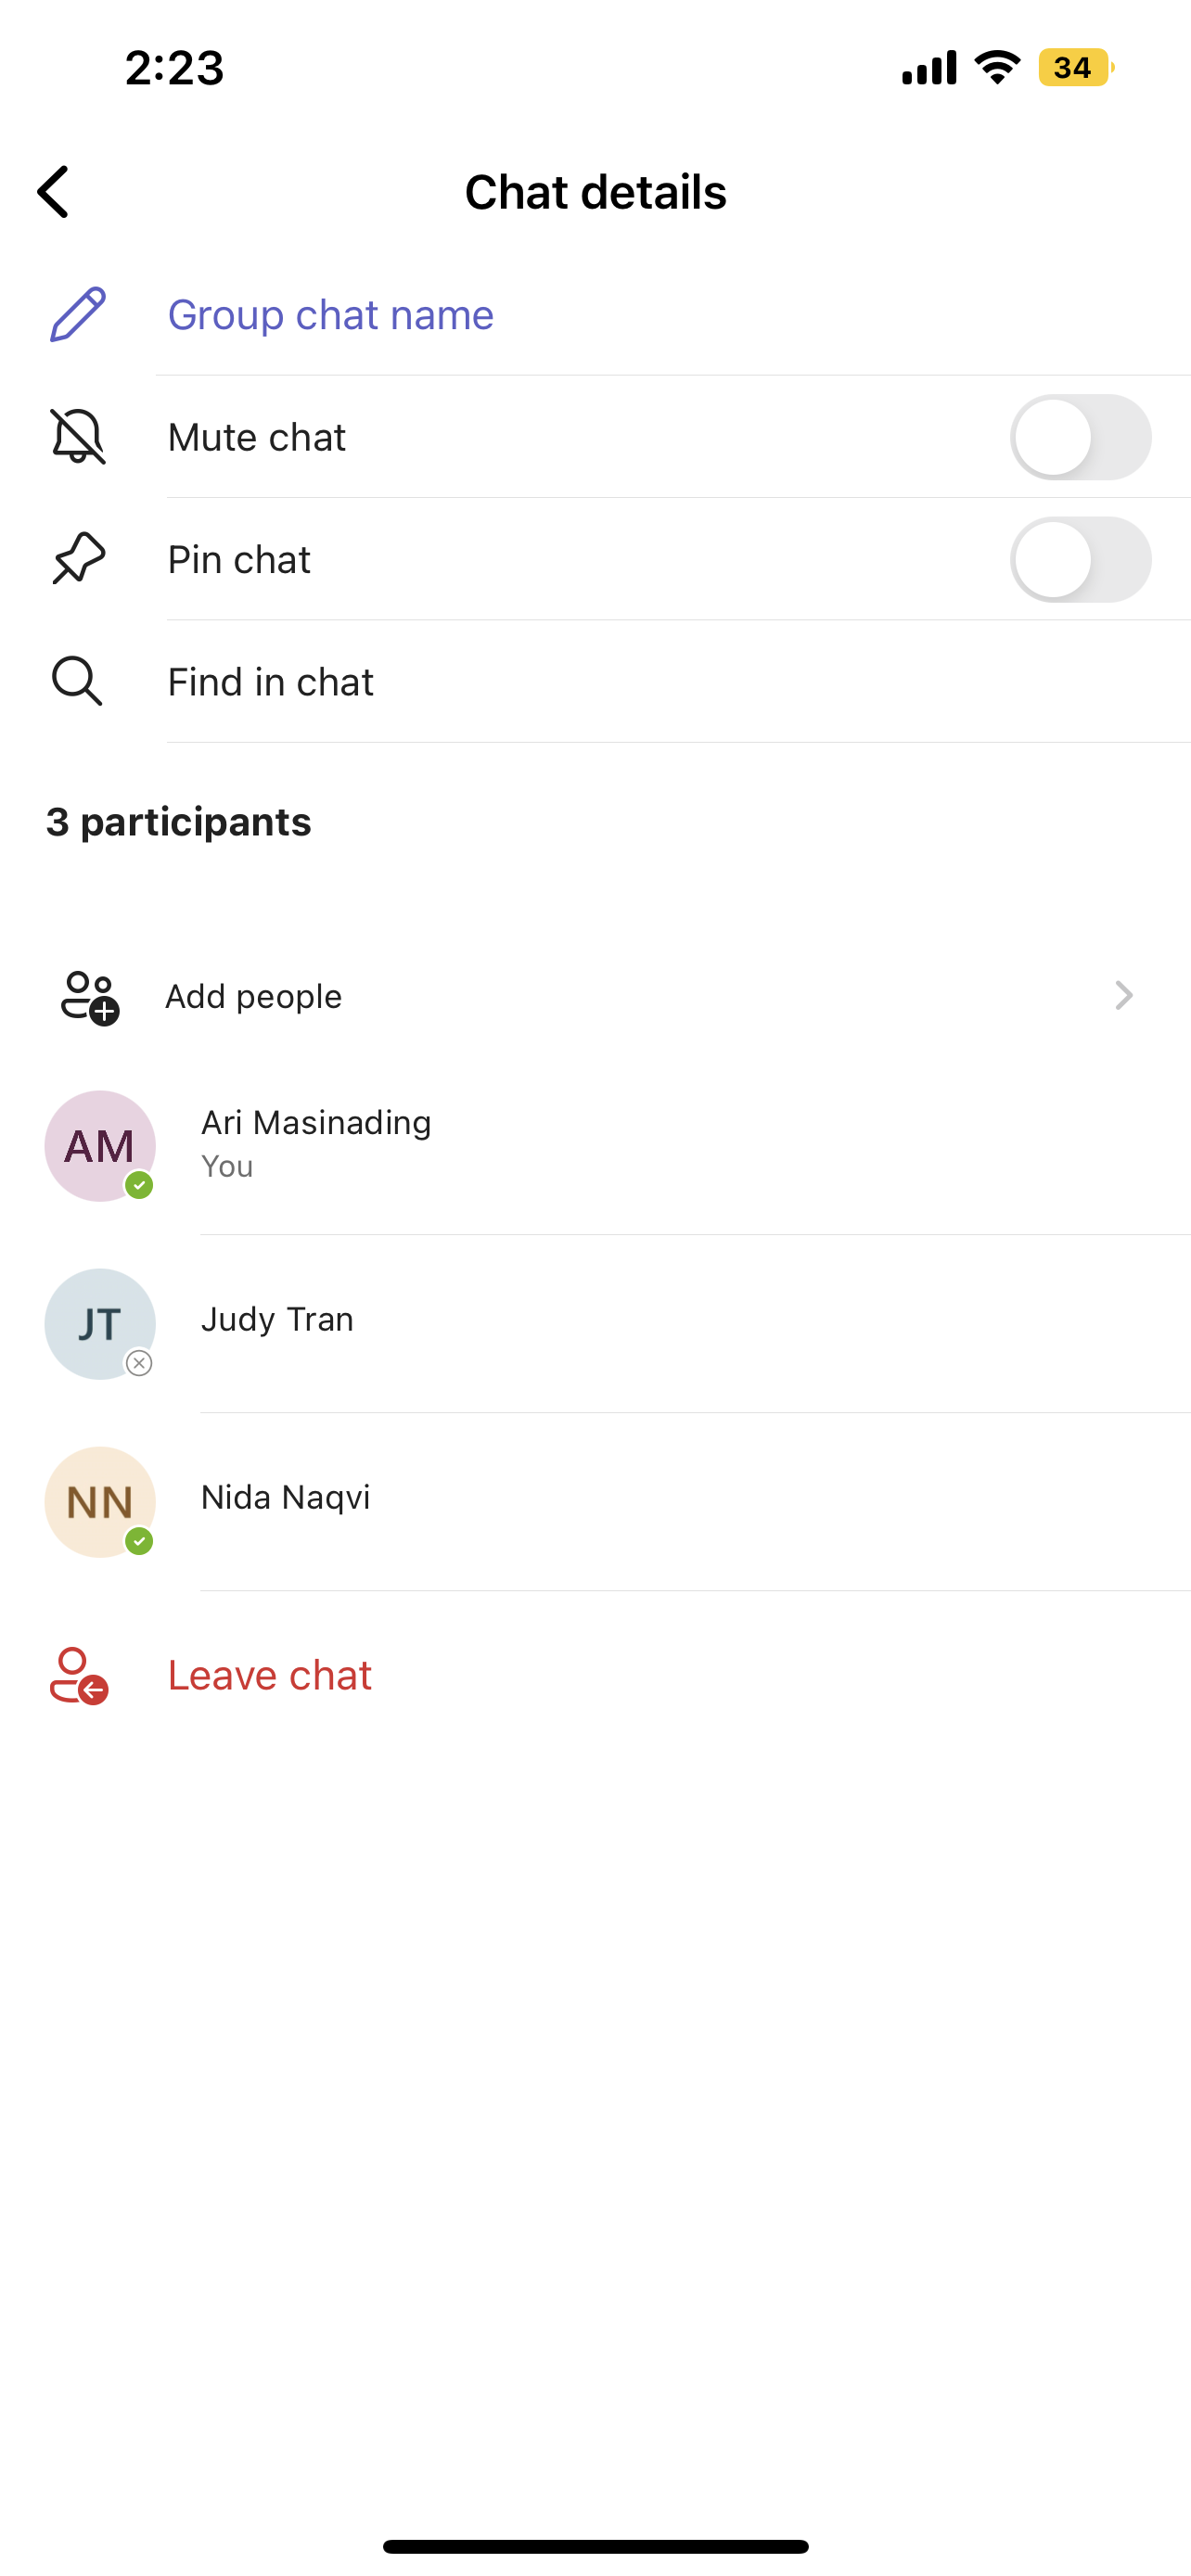 2:23
34
Chat details
Group chat name
Mute chat
Pin chat
Find in chat
3 participants
Add people
AM
Ari Masinading
You
JT
Judy Tran
NN
Nida Naqvi
Leave chat